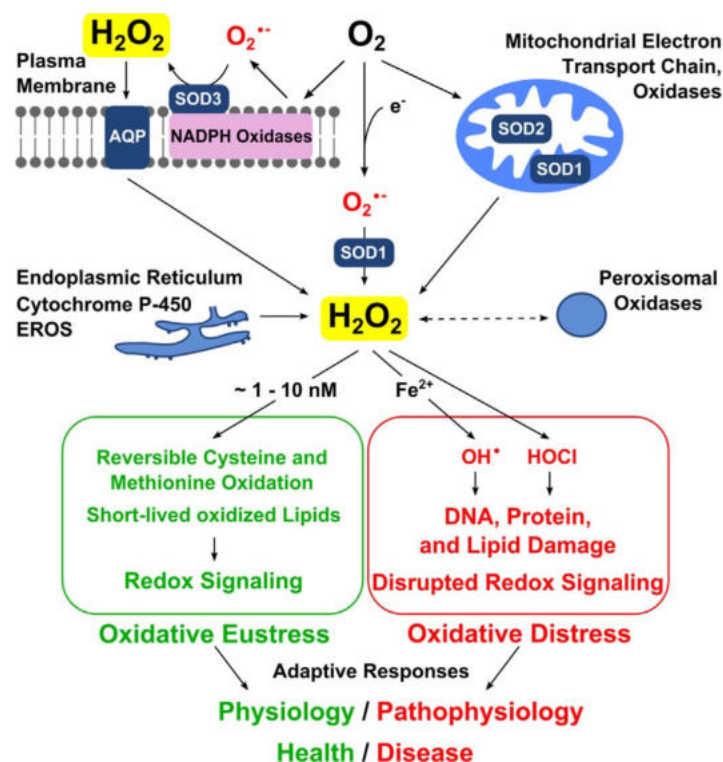 H₂O₂
O₂•-
O₂
Plasma
Membrane
SOD3
AQP
NADPH Oxidases
Mitochondrial Electron
Transport Chain,
Oxidases
SOD2
SOD1
e⁻
O₂•-
SOD1
Endoplasmic Reticulum
Cytochrome P-450
EROS
H₂O₂
Peroxisomal
Oxidases
~ 1 - 10 nM
Fe²⁺
Reversible Cysteine and
Methionine Oxidation
Short-lived oxidized Lipids
Redox Signaling
OH• HOCl
DNA, Protein,
and Lipid Damage
Disrupted Redox Signaling
Oxidative Eustress
Oxidative Distress
Adaptive Responses
Physiology / Pathophysiology
Health / Disease